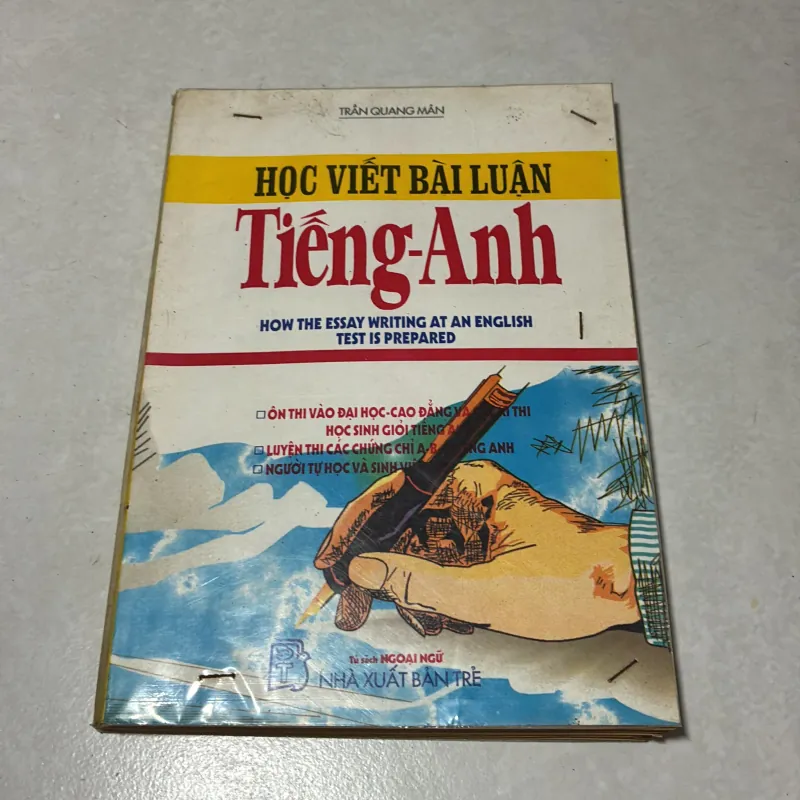 TRẦN QUANG MÂN
HỌC VIẾT BÀI LUẬN
Tiếng-Anh
HOW THE ESSAY WRITING AT AN ENGLISH
TEST IS PREPARED
ÔN THI VÀO ĐẠI HỌC-CAO ĐẲNG VÀ THI
HỌC SINH GIỎI TIẾNG
LUYỆN THI CÁC CHỨNG CHỈ A-B ANH
NGƯỜI TỰ HỌC VÀ SINH
Tủ sách NGOẠI NGỮ
NHÀ XUẤT BẢN TRẺ